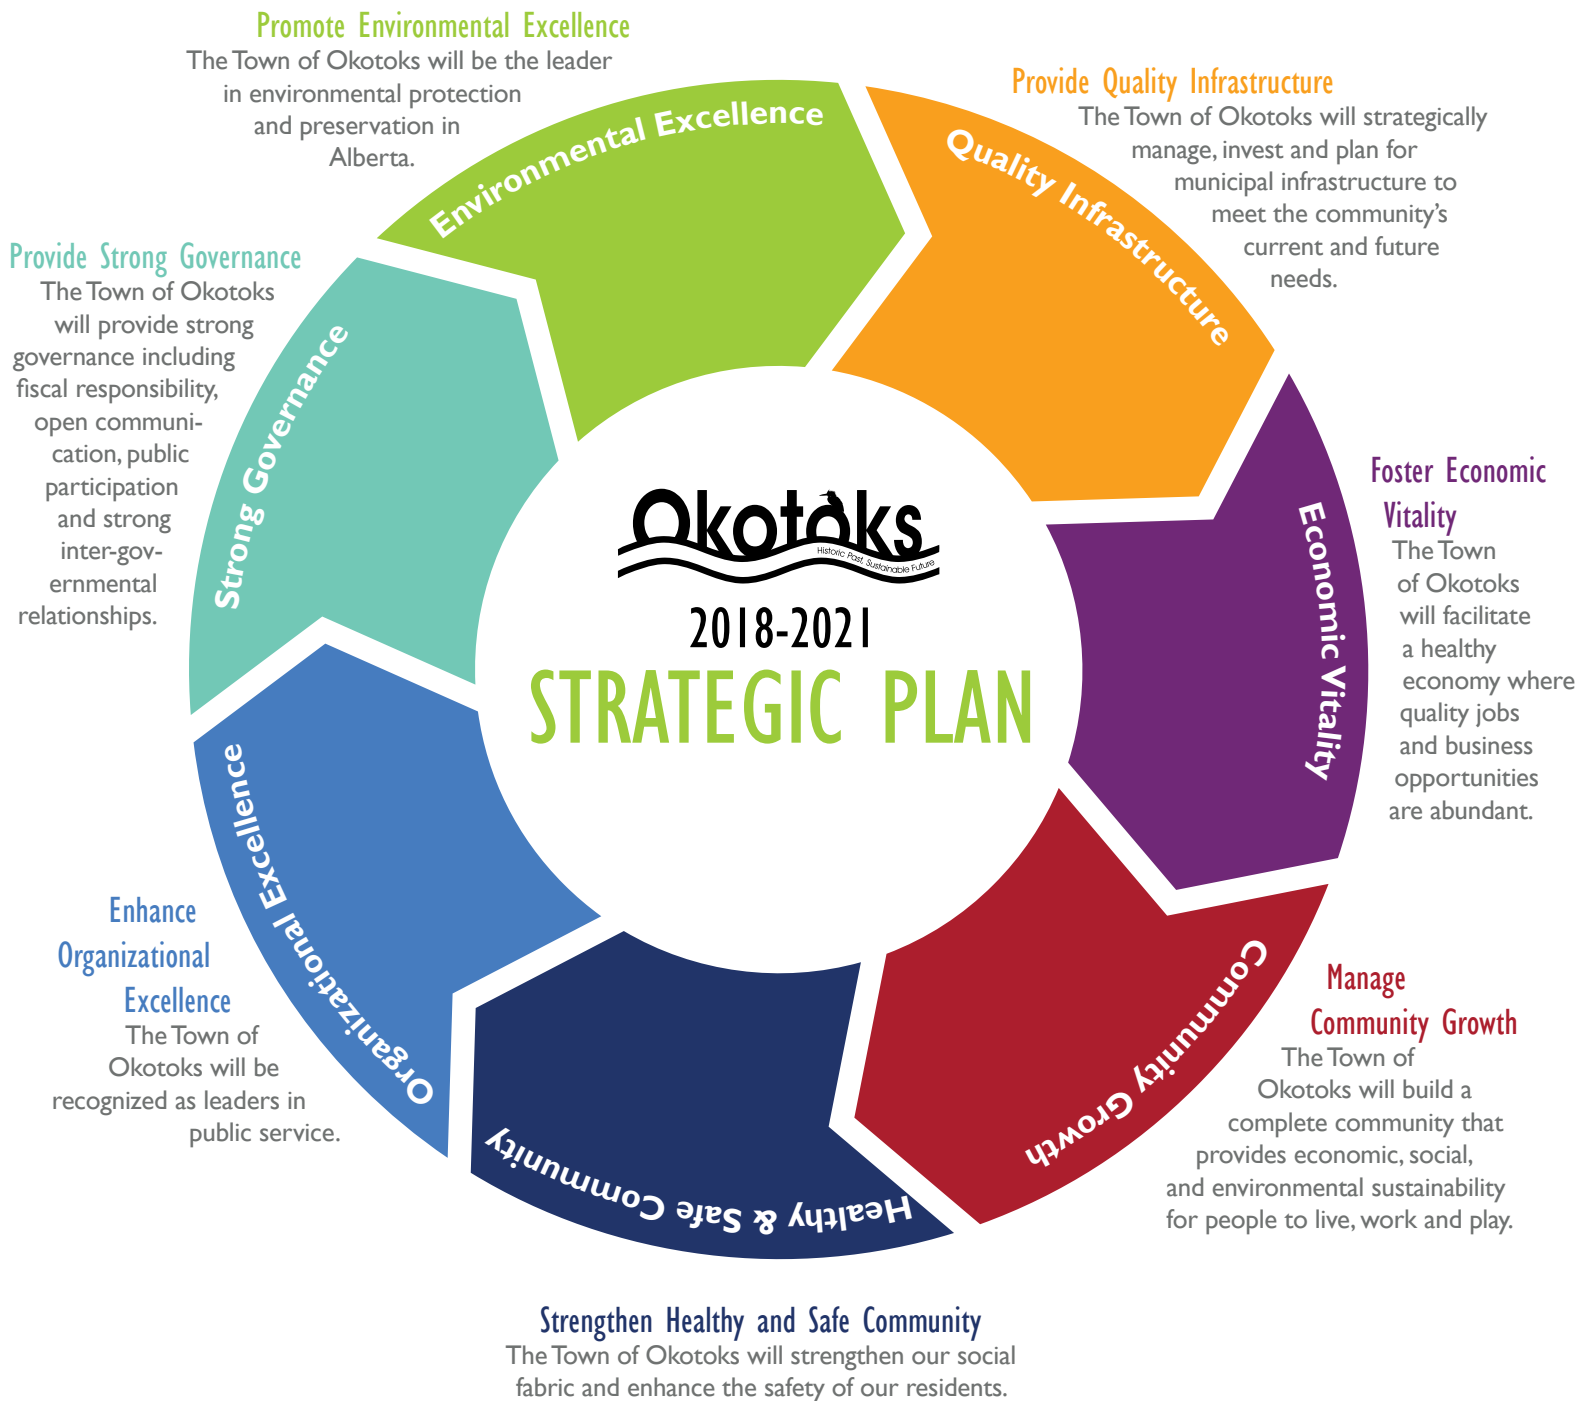 Promote Environmental Excellence
The Town of Okotoks will be the leader
in environmental protection
and preservation in
Alberta.
Environmental Excellence
Provide Quality Infrastructure
The Town of Okotoks will strategically
manage, invest and plan for
municipal infrastructure to
meet the community’s
current and future
needs.
Quality Infrastructure
Foster Economic
Vitality
The Town
of Okotoks
will facilitate
a healthy
economy where
quality jobs
and business
opportunities
are abundant.
Economic Vitality
Manage
Community Growth
The Town of
Okotoks will build a
complete community that
provides economic, social,
and environmental sustainability
for people to live, work and play.
Community Growth
Healthy & Safe Community
Strengthen Healthy and Safe Community
The Town of Okotoks will strengthen our social
fabric and enhance the safety of our residents.
Organizational Excellence
Enhance
Organizational
Excellence
The Town of
Okotoks will be
recognized as leaders in
public service.
Strong Governance
Provide Strong Governance
The Town of Okotoks
will provide strong
governance including
fiscal responsibility,
open communi-
cation, public
participation
and strong
inter-gov-
ernmental
relationships.
Okotoks
Historic Past, Sustainable Future
2018-2021
STRATEGIC PLAN